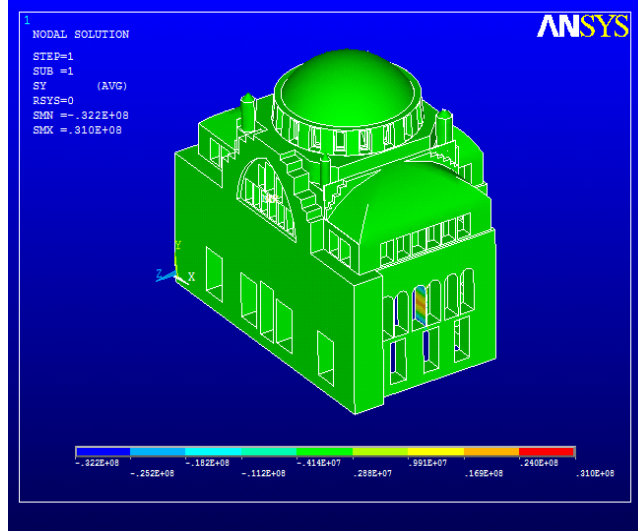 1
NODAL SOLUTION
ANSYS
STEP=1
SUB =1
SY (AVG)
RSYS=0
SMN =-.322E+08
SMX =.310E+08
MX
Y
Z X
-.322E+08 -.182E+08 -.414E+07 .991E+07 .240E+08
-.252E+08 -.112E+08 .288E+07 .169E+08 .310E+08